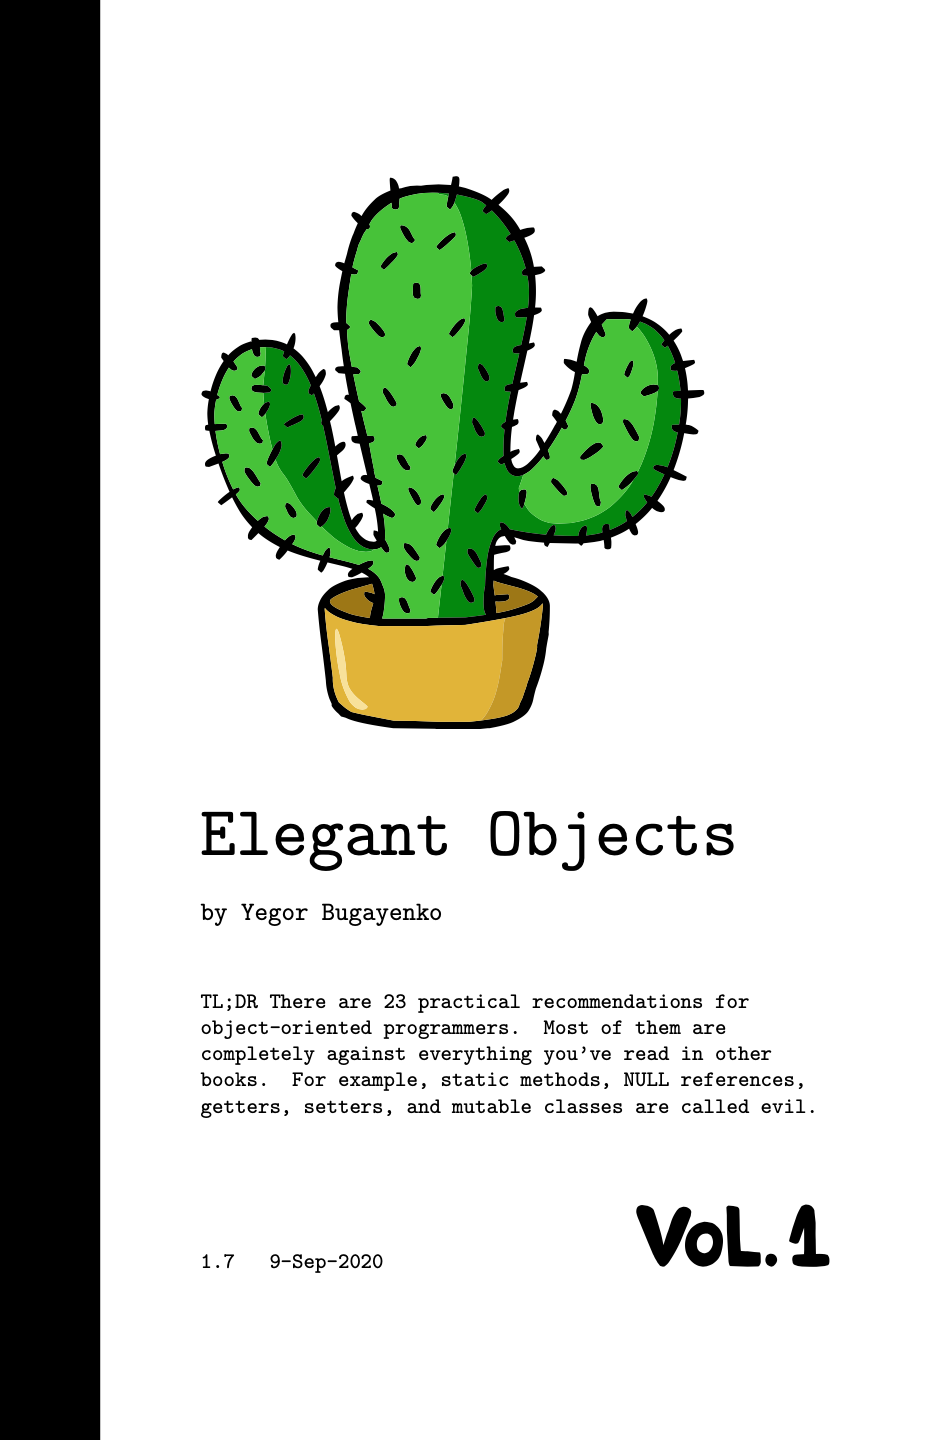 Elegant Objects
by Yegor Bugayenko
TL;DR There are 23 practical recommendations for
object-oriented programmers.  Most of them are
completely against everything you've read in other
books.  For example, static methods, NULL references,
getters, setters, and mutable classes are called evil.
VoL.1
1.7   9-Sep-2020